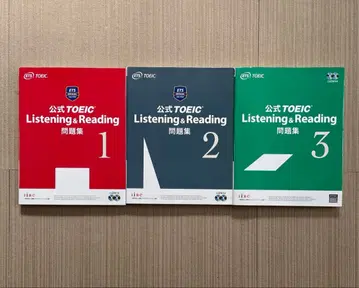 ETS TOEIC
公式 TOEIC
Listening & Reading
問題集
1
ETS TOEIC
公式 TOEIC
Listening & Reading
問題集
2
ETS TOEIC
公式 TOEIC
Listening & Reading
問題集
3